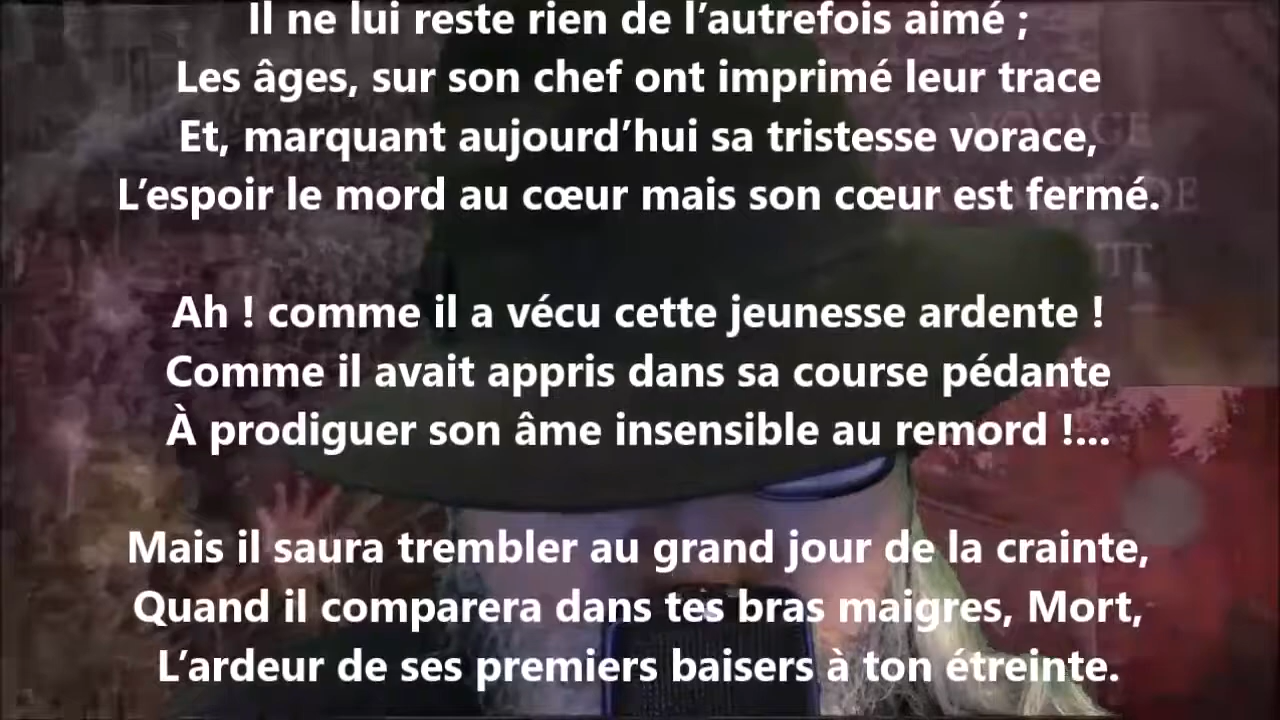 Il ne lui reste rien de l’autrefois aimé ;
Les âges, sur son chef ont imprimé leur trace
Et, marquant aujourd’hui sa tristesse vorace,
L’espoir le mord au cœur mais son cœur est fermé.
Ah ! comme il a vécu cette jeunesse ardente !
Comme il avait appris dans sa course pédante
À prodiguer son âme insensible au remord !...
Mais il saura trembler au grand jour de la crainte,
Quand il comparera dans tes bras maigres, Mort,
L’ardeur de ses premiers baisers à ton étreinte.
VOYAGE